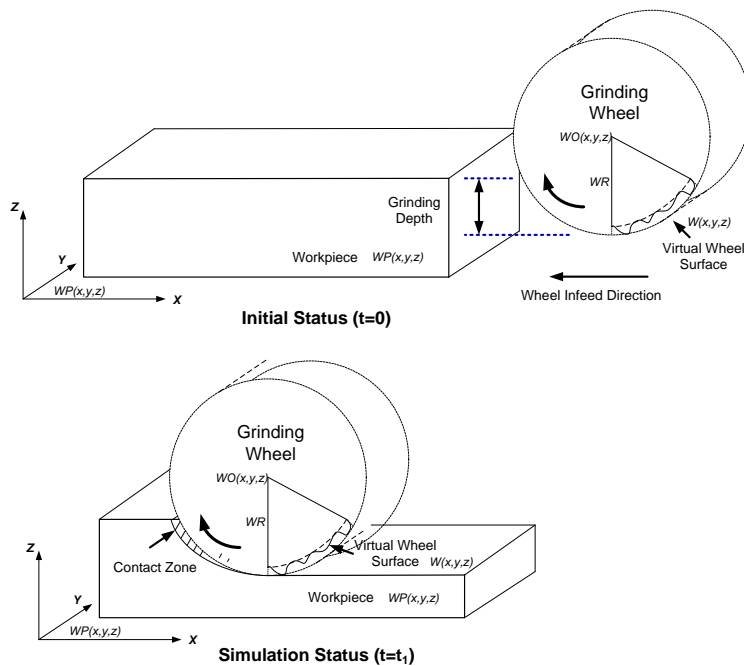 Grinding
Wheel
WO(x,y,z)
WR
Grinding
Depth
W(x,y,z)
Virtual Wheel
Surface
Z
Y
WP(x,y,z)
X
Workpiece WP(x,y,z)
Wheel Infeed Direction
Initial Status (t=0)
Grinding
Wheel
WO(x,y,z)
WR
Virtual Wheel
Surface W(x,y,z)
Contact Zone
Z
Y
WP(x,y,z)
X
Workpiece WP(x,y,z)
Simulation Status (t=t₁)